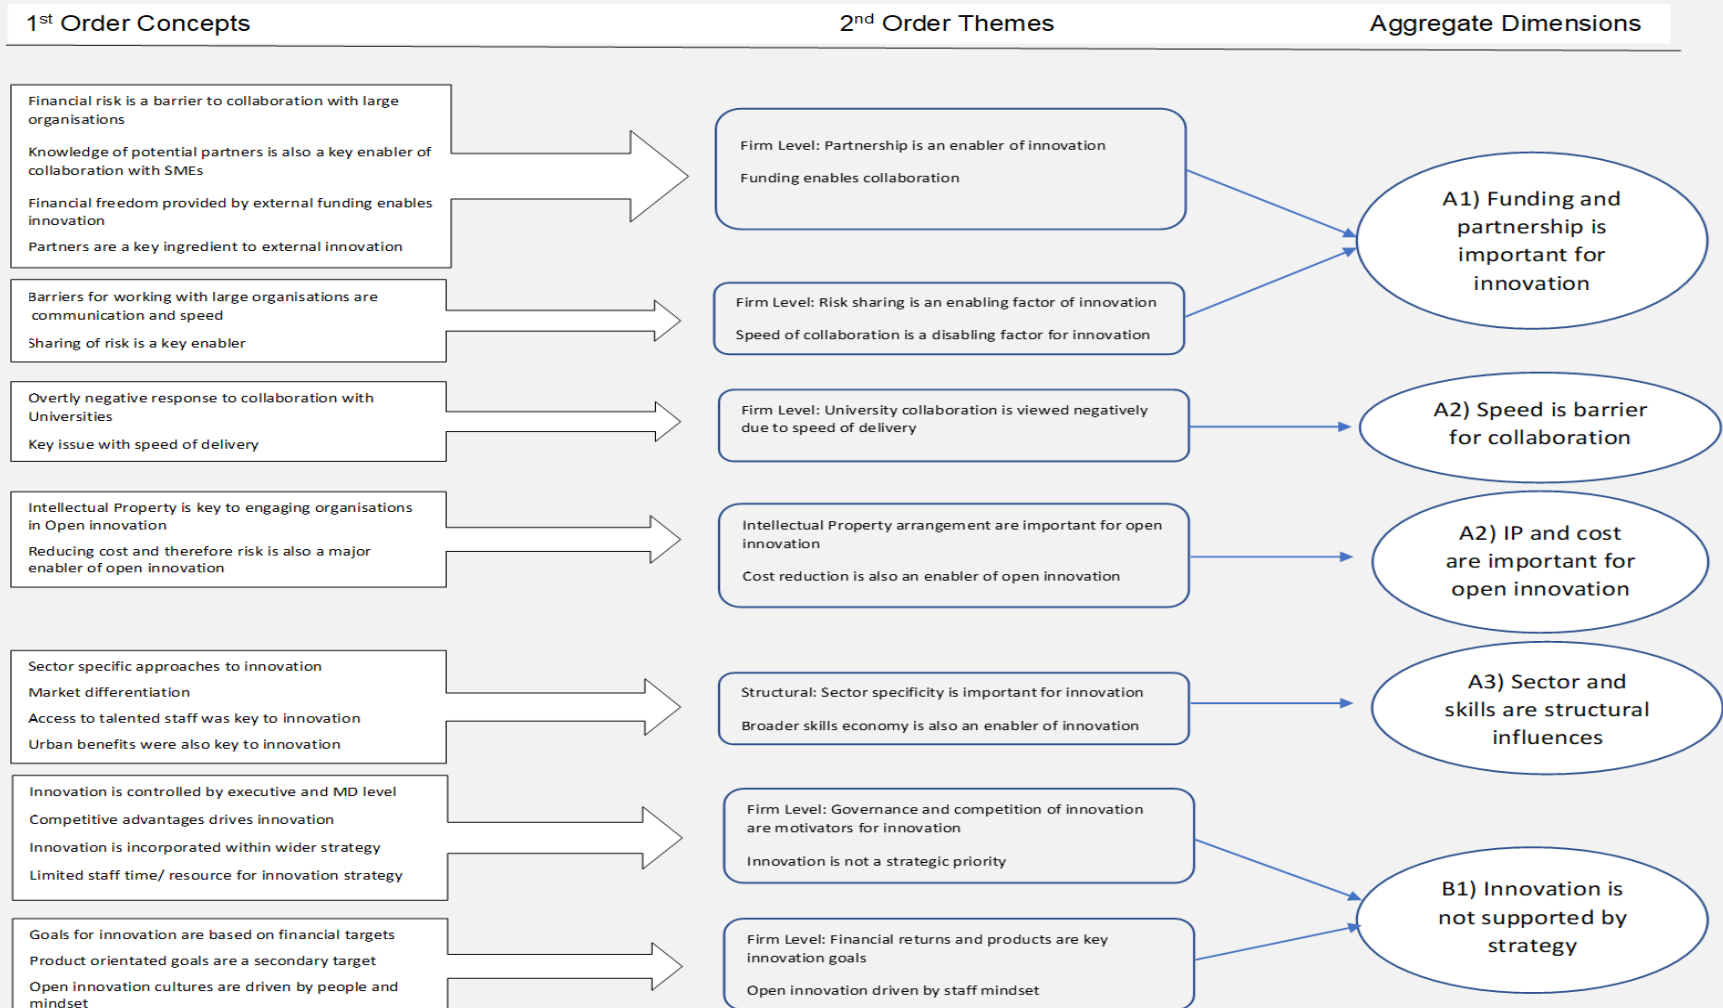 1st Order Concepts
2nd Order Themes
Aggregate Dimensions
Financial risk is a barrier to collaboration with large
organisations
Knowledge of potential partners is also a key enabler of
collaboration with SMEs
Financial freedom provided by external funding enables
innovation
Partners are a key ingredient to external innovation
Firm Level: Partnership is an enabler of innovation
Funding enables collaboration
A1) Funding and
partnership is
important for
innovation
Barriers for working with large organisations are
communication and speed
Sharing of risk is a key enabler
Firm Level: Risk sharing is an enabling factor of innovation
Speed of collaboration is a disabling factor for innovation
Overtly negative response to collaboration with
Universities
Key issue with speed of delivery
Firm Level: University collaboration is viewed negatively
due to speed of delivery
A2) Speed is barrier
for collaboration
Intellectual Property is key to engaging organisations
in Open innovation
Reducing cost and therefore risk is also a major
enabler of open innovation
Intellectual Property arrangement are important for open
innovation
Cost reduction is also an enabler of open innovation
A2) IP and cost
are important for
open innovation
Sector specific approaches to innovation
Market differentiation
Access to talented staff was key to innovation
Urban benefits were also key to innovation
Structural: Sector specificity is important for innovation
Broader skills economy is also an enabler of innovation
A3) Sector and
skills are structural
influences
Innovation is controlled by executive and MD level
Competitive advantages drives innovation
Innovation is incorporated within wider strategy
Limited staff time/ resource for innovation strategy
Firm Level: Governance and competition of innovation
are motivators for innovation
Innovation is not a strategic priority
B1) Innovation is
not supported by
strategy
Goals for innovation are based on financial targets
Product orientated goals are a secondary target
Open innovation cultures are driven by people and
mindset
Firm Level: Financial returns and products are key
innovation goals
Open innovation driven by staff mindset